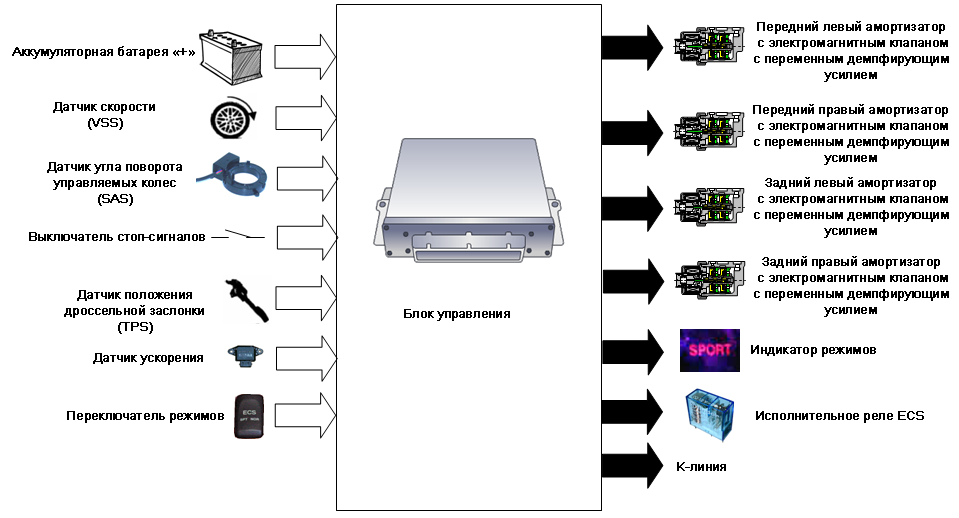 Аккумуляторная батарея «+»
Датчик скорости
(VSS)
Датчик угла поворота
управляемых колес
(SAS)
Выключатель стоп-сигналов
Датчик положения
дроссельной заслонки
(TPS)
Датчик ускорения
Переключатель режимов
ECS
Блок управления
Передний левый амортизатор
с электромагнитным клапаном
с переменным демпфирующим
усилием
Передний правый амортизатор
с электромагнитным клапаном
с переменным демпфирующим
усилием
Задний левый амортизатор
с электромагнитным клапаном
с переменным демпфирующим
усилием
Задний правый амортизатор
с электромагнитным клапаном
с переменным демпфирующим
усилием
SPORT
Индикатор режимов
Исполнительное реле ECS
К-линия